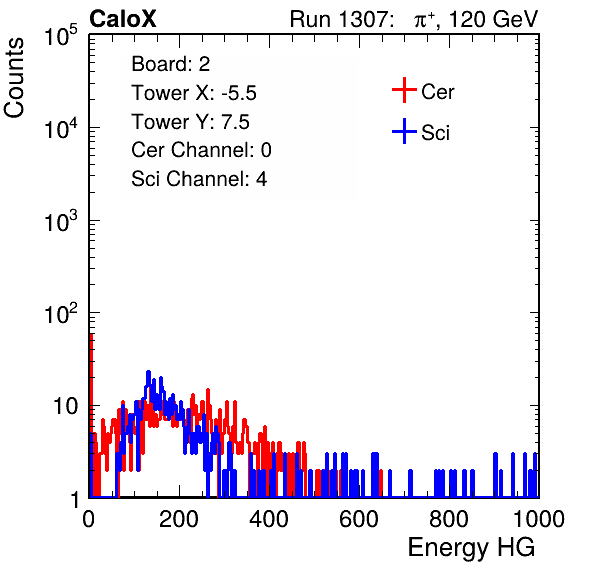 CaloX Run 1307: π⁺, 120 GeV
Counts
10⁵
10⁴
10³
10²
10
1
Board: 2
Tower X: -5.5
Tower Y: 7.5
Cer Channel: 0
Sci Channel: 4
Cer
Sci
0 200 400 600 800 1000
Energy HG